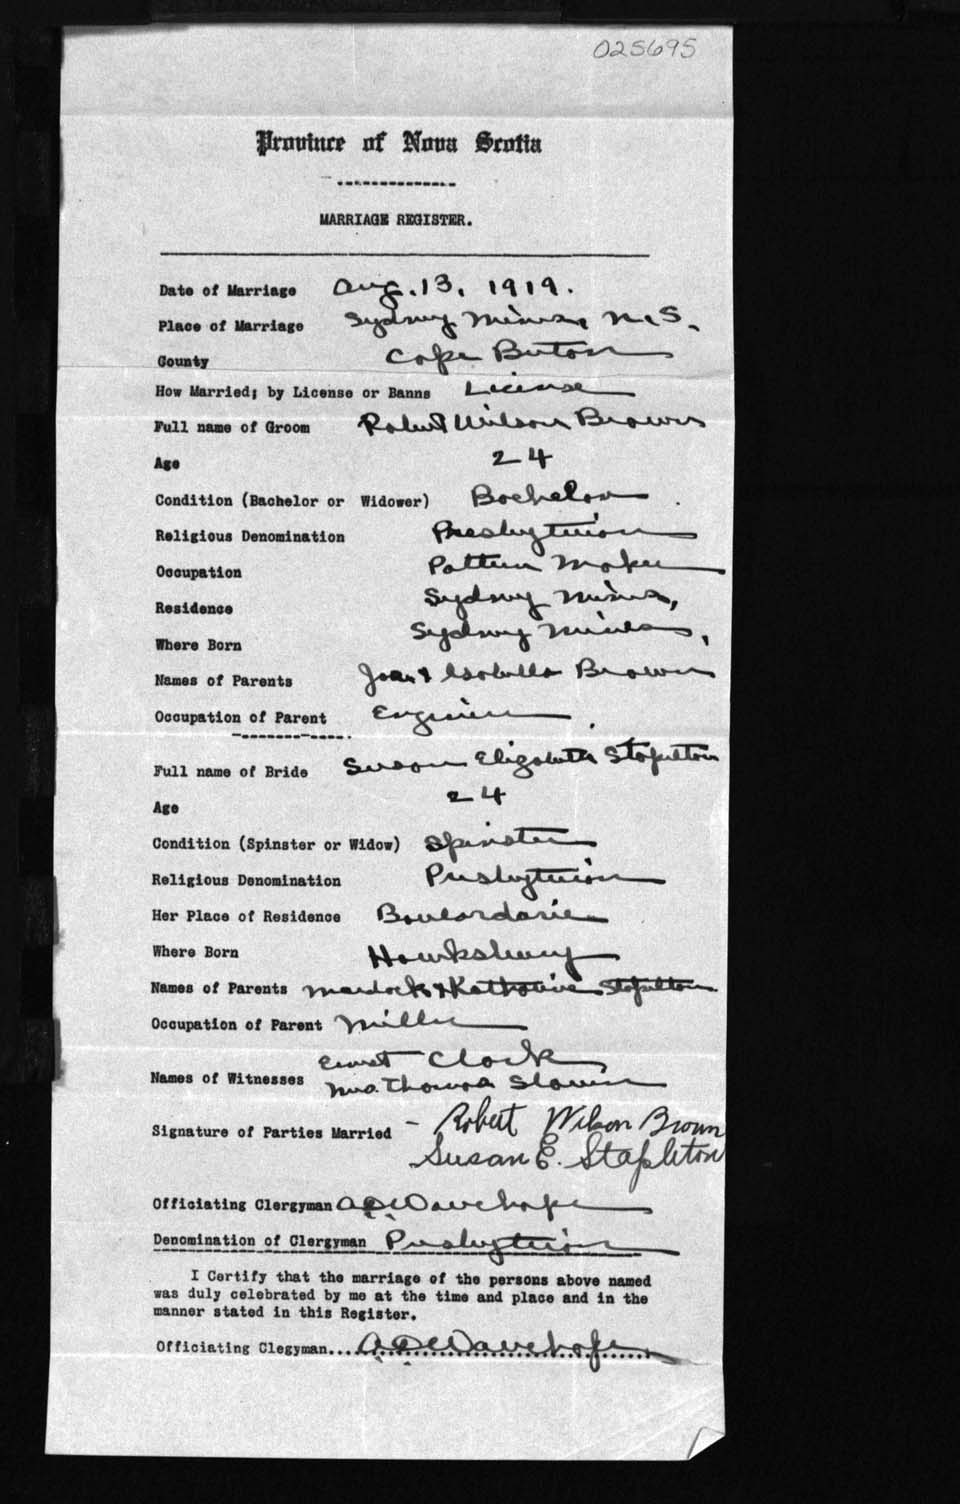 025695
Province of Nova Scotia
MARRIAGE REGISTER.
Date of Marriage Aug. 13, 1919.
Place of Marriage Sydney Mines, N.S.
County Cape Breton
How Married; by License or Banns License
Full name of Groom Robert Wilson Brown
Age 24
Condition (Bachelor or Widower) Bachelor
Religious Denomination Presbyterian
Occupation Pattern Maker
Residence Sydney Mines,
Where Born Sydney Mines,
Names of Parents & Isabella Brown
Occupation of Parent Engineer
Full name of Bride Susan Elizabeth Stapleton
Age 24
Condition (Spinster or Widow) Spinster
Religious Denomination Presbyterian
Her Place of Residence Boulardarie
Where Born Hawksbury
Names of Parents Murdock & Katherine Stapleton
Occupation of Parent Miller
Names of Witnesses Ernest Clark
Mrs. Thomas
Signature of Parties Married - Robert Wilson Brown
Susan E. Stapleton
Officiating Clergyman
Denomination of Clergyman Presbyterian
I Certify that the marriage of the persons above named
was duly celebrated by me at the time and place and in the
manner stated in this Register.
Officiating Clegyman